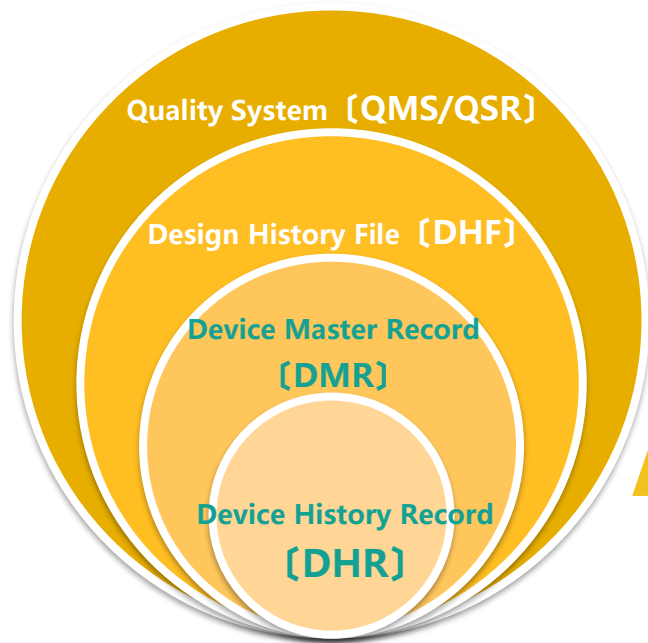 Quality System〔QMS/QSR〕
Design History File〔DHF〕
Device Master Record
〔DMR〕
Device History Record
〔DHR〕